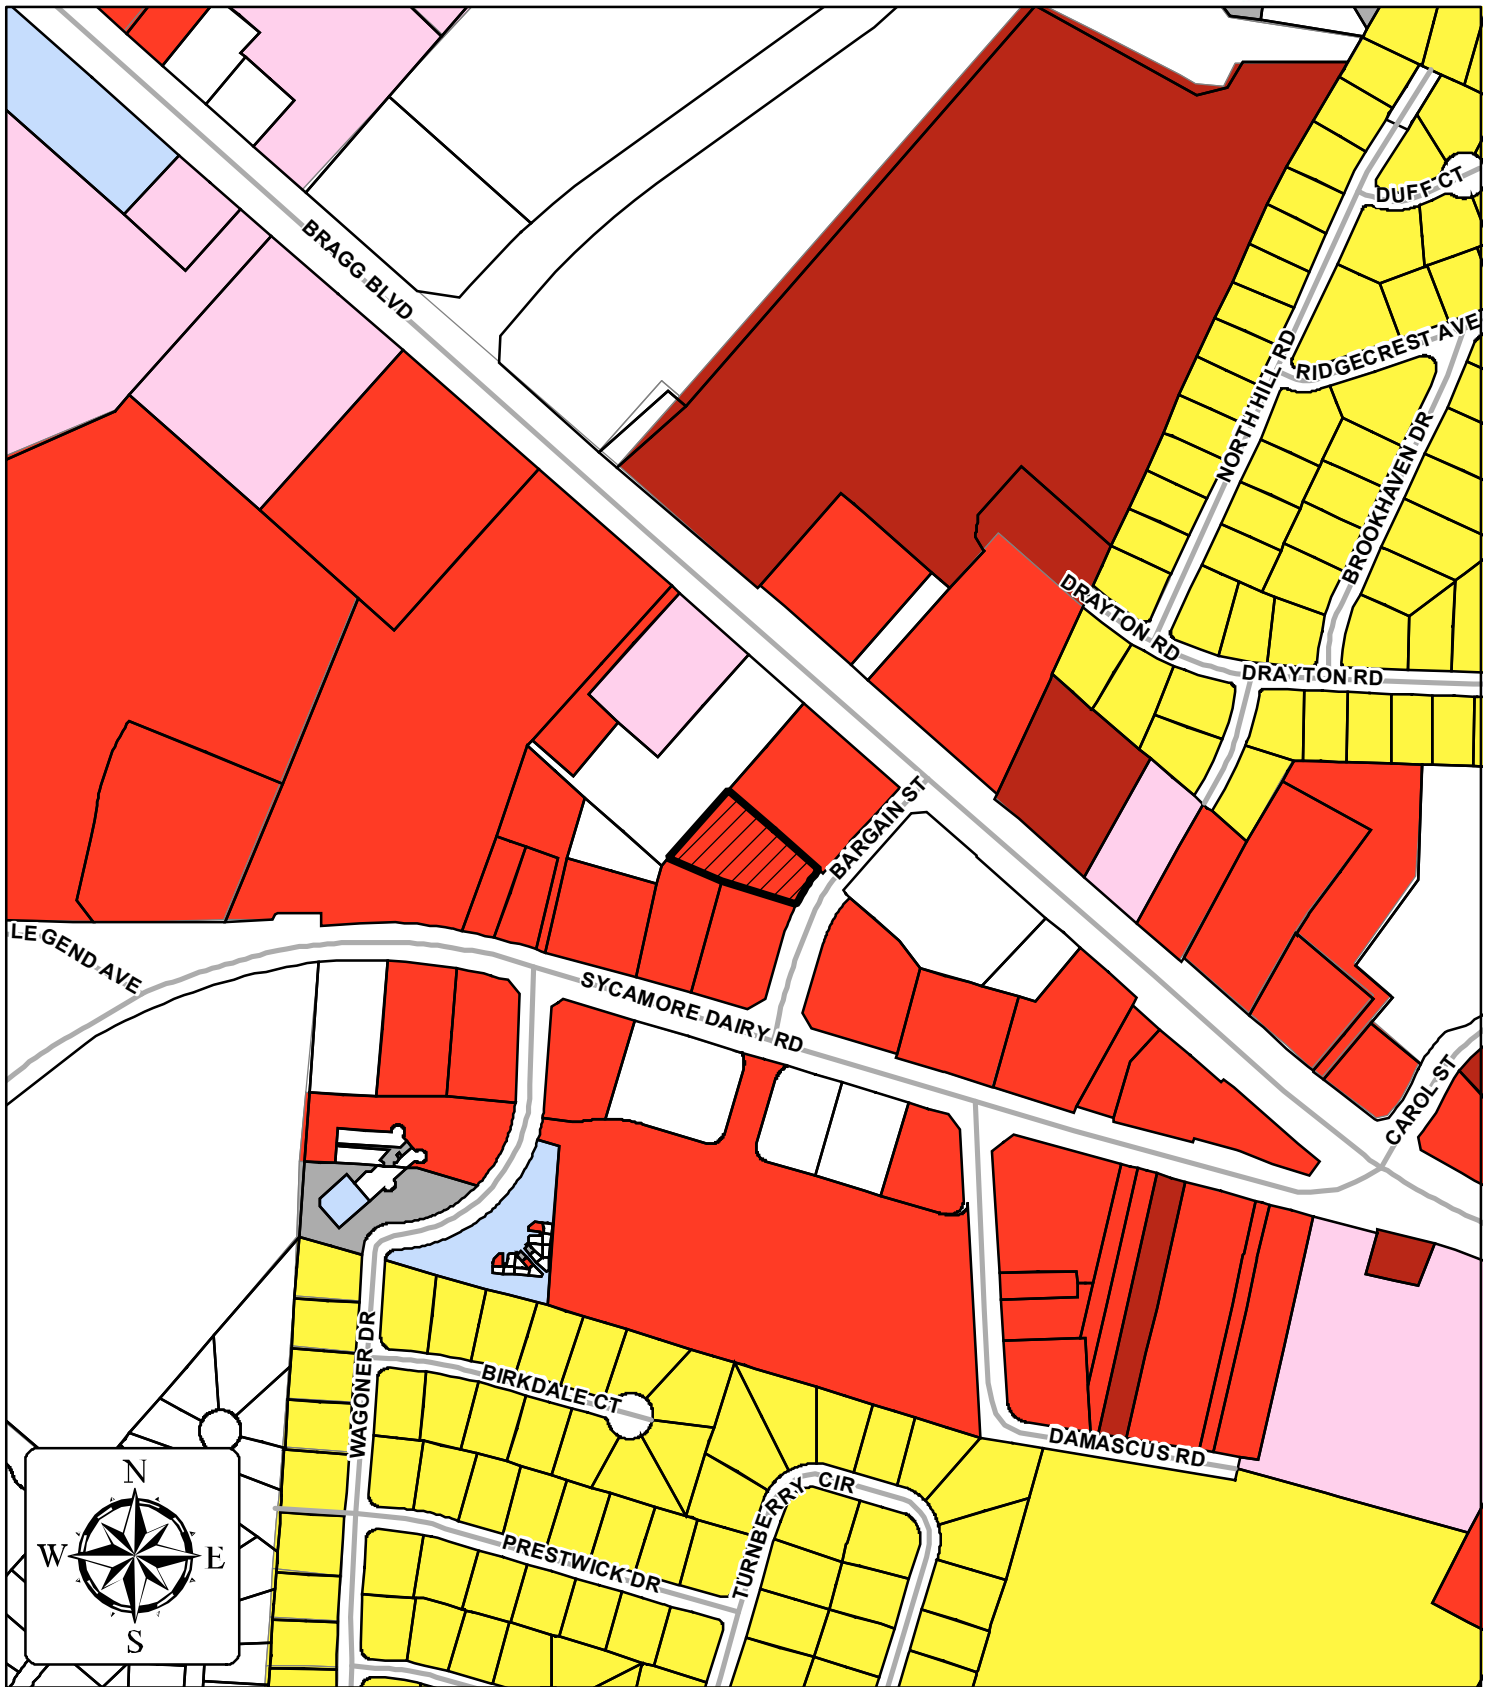 DUFF CT
BRAGG BLVD
RIDGECREST AVE
NORTH HILL RD
BROOKHAVEN DR
DRAYTON RD
DRAYTON RD
BARGAIN ST
LEGEND AVE
SYCAMORE DAIRY RD
CAROL ST
WAGONER DR
BIRKDALE CT
DAMASCUS RD
TURNBERRY CIR
PRESTWICK DR
N
W E
S